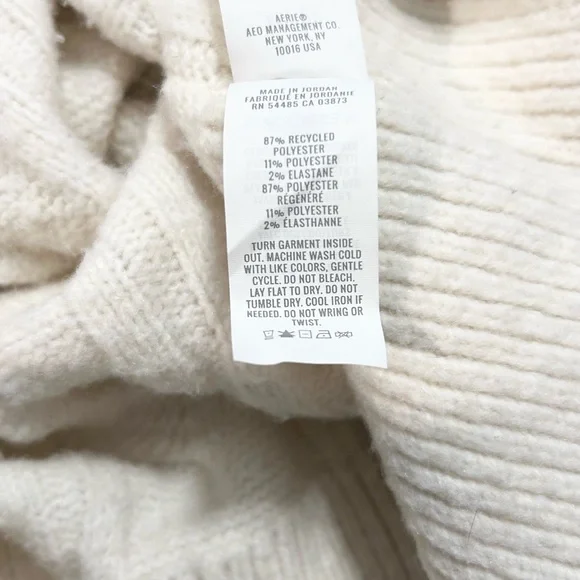 AERIE®
AEO MANAGEMENT CO.
NEW YORK, NY
10016 USA
MADE IN JORDAN
FABRIQUÉ EN JORDANIE
RN 54485 CA 03873
87% RECYCLED
POLYESTER
11% POLYESTER
2% ELASTANE
87% POLYESTER
RÉGÉNÉRÉ
11% POLYESTER
2% ÉLASTHANNE
TURN GARMENT INSIDE
OUT. MACHINE WASH COLD
WITH LIKE COLORS, GENTLE
CYCLE. DO NOT BLEACH.
LAY FLAT TO DRY. DO NOT
TUMBLE DRY. COOL IRON IF
NEEDED. DO NOT WRING OR
TWIST.